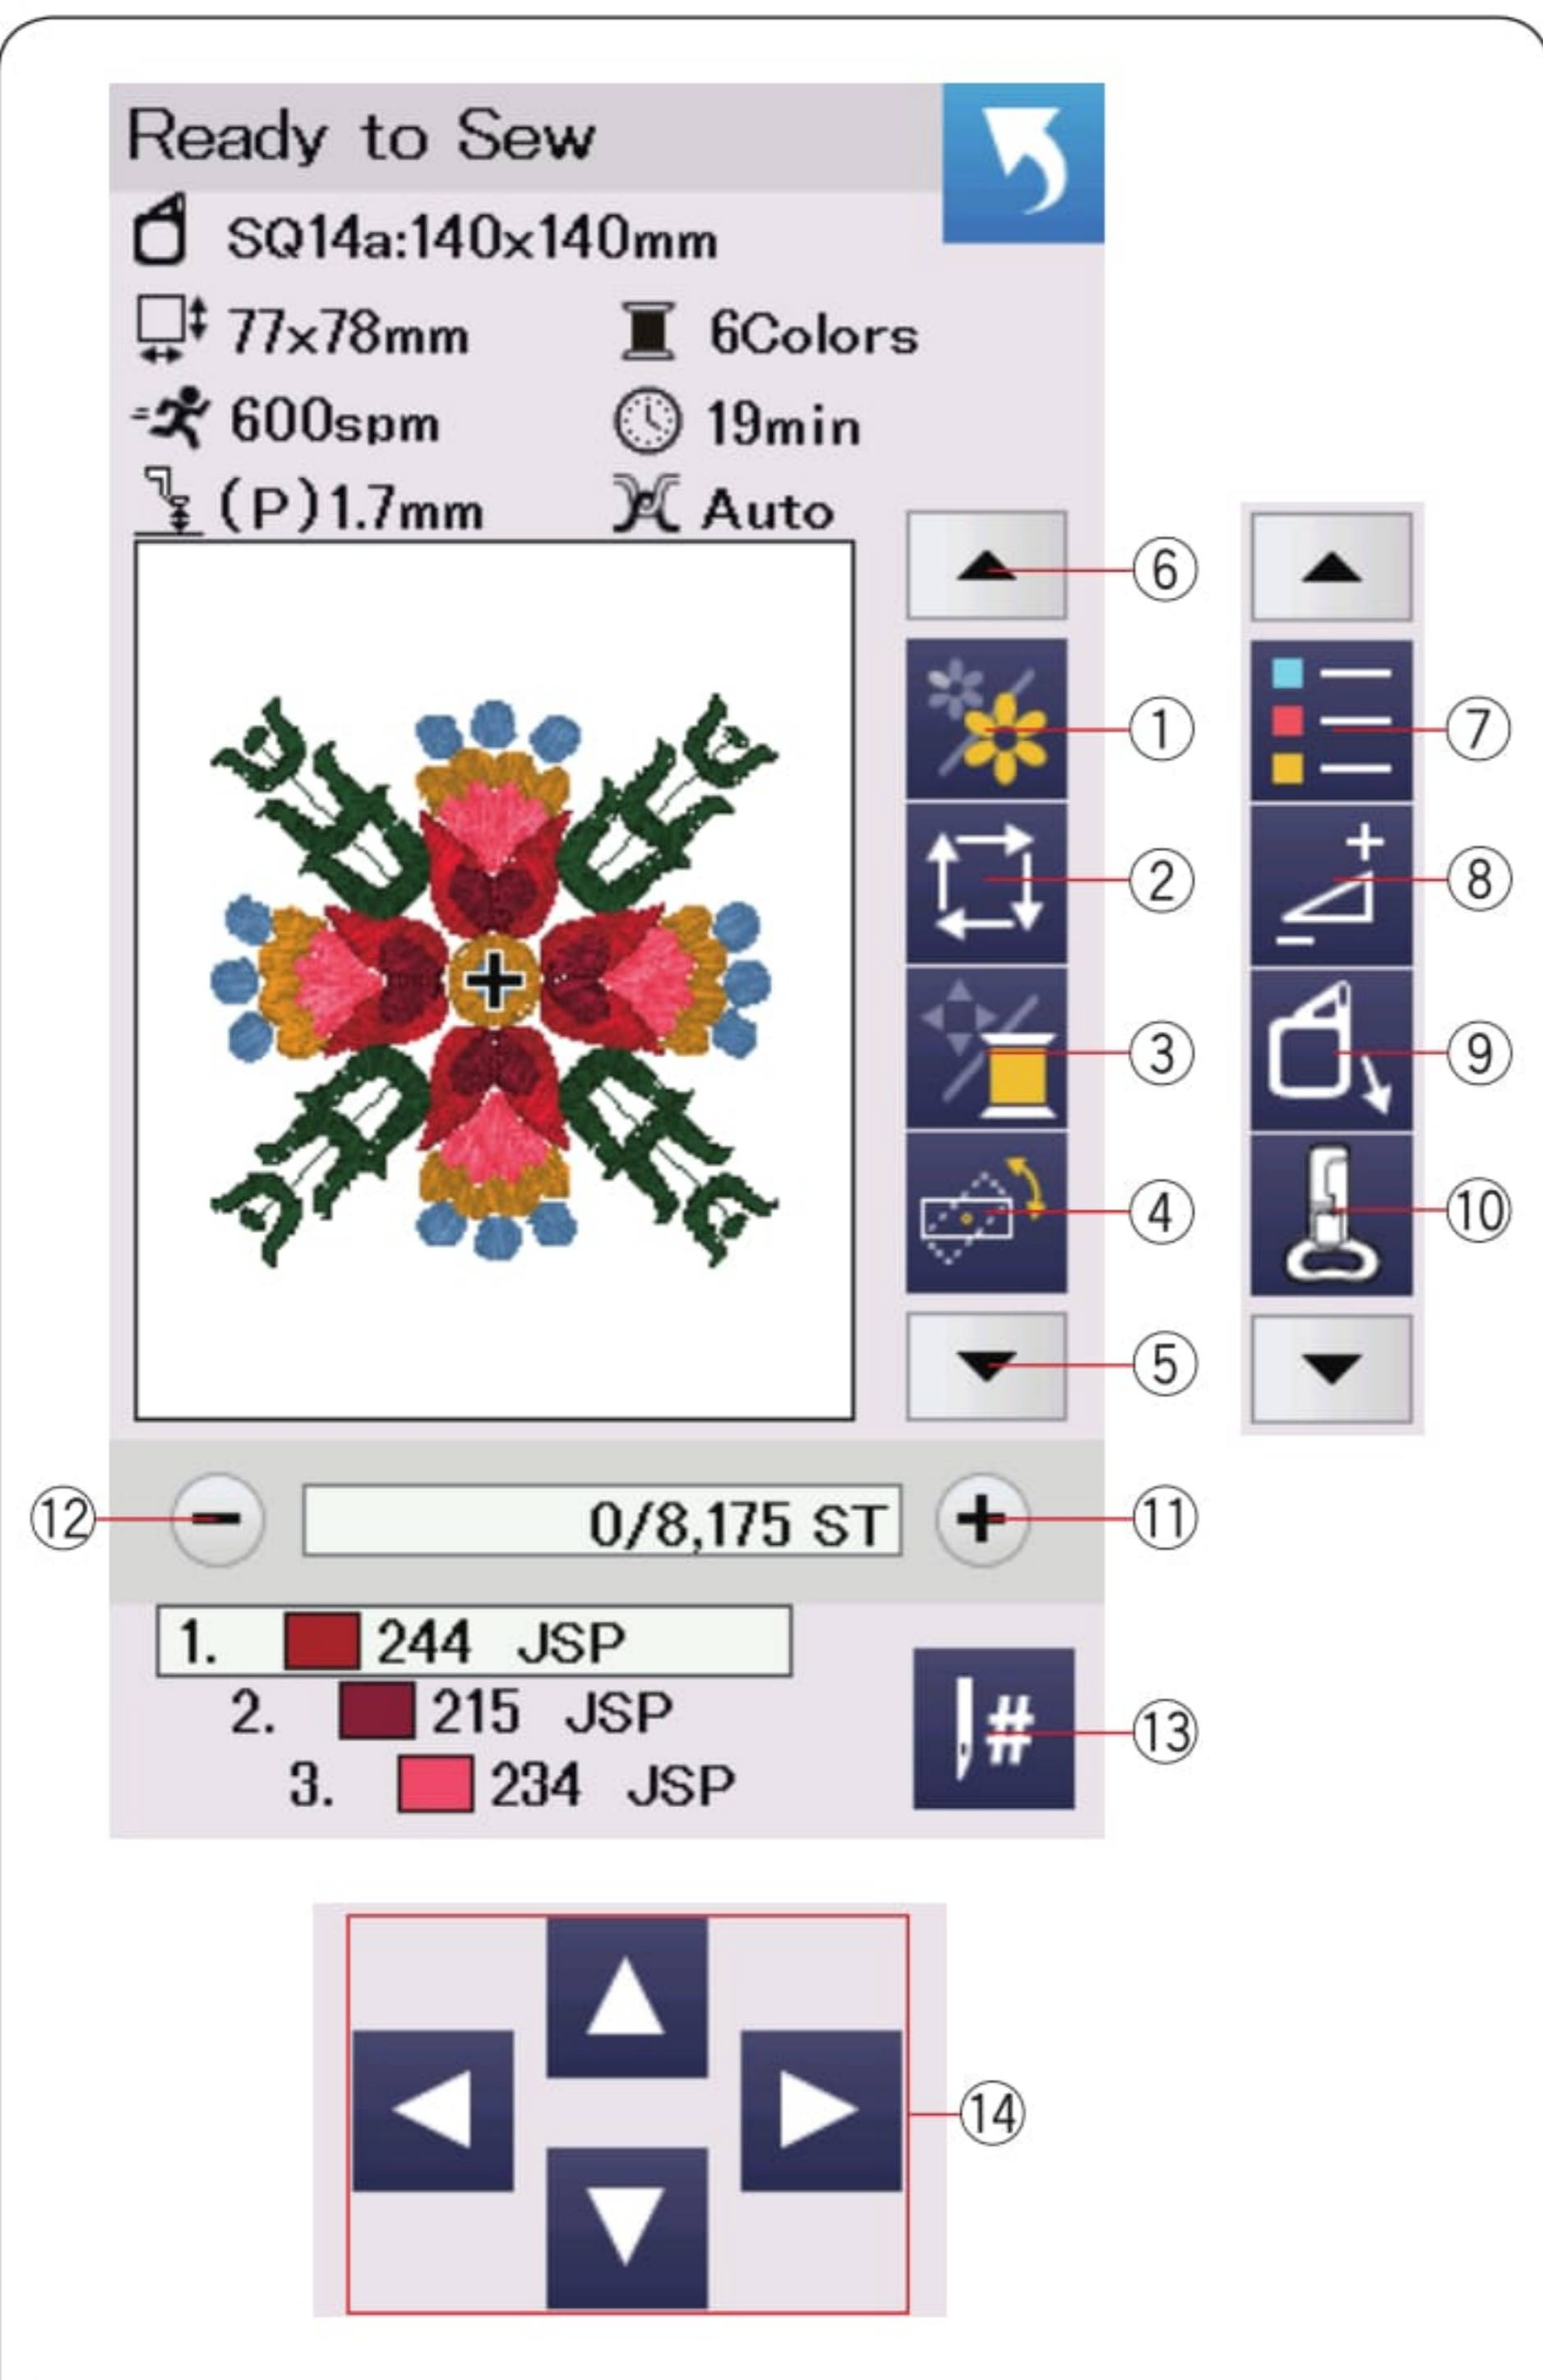 Ready to Sew
SQ14a:140x140mm
77x78mm 6Colors
600spm 19min
(P)1.7mm Auto
⑥
① ⑦
② ⑧
③ ⑨
④ ⑩
⑤
⑫ 0/8,175 ST ⑪
1. 244 JSP
2. 215 JSP
# ⑬
3. 234 JSP
⑭